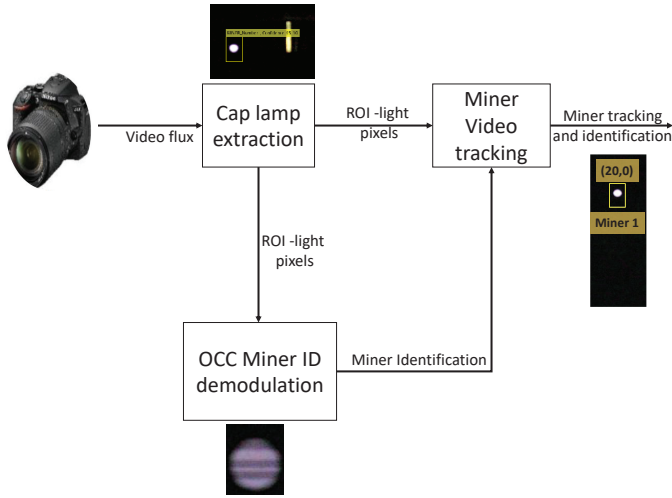 Nikon
Cap lamp
extraction
Video flux
ROI -light
pixels
Miner
Video
tracking
Miner tracking
and identification
(20,0)
Miner 1
ROI -light
pixels
OCC Miner ID
demodulation
Miner Identification